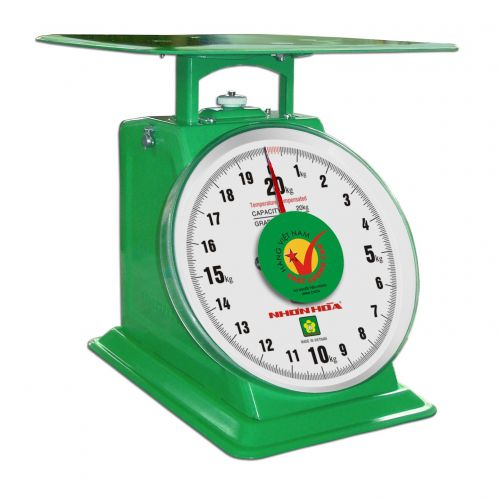 20kg
1kg
2
3
4
5kg
6
7
8
9
10kg
11
12
13
14
15kg
16
17
18
19
Temperature Compensated
CAPACITY 20kg
HÀNG VIỆT NAM
NHƠN HÒA
MADE IN VIETNAM